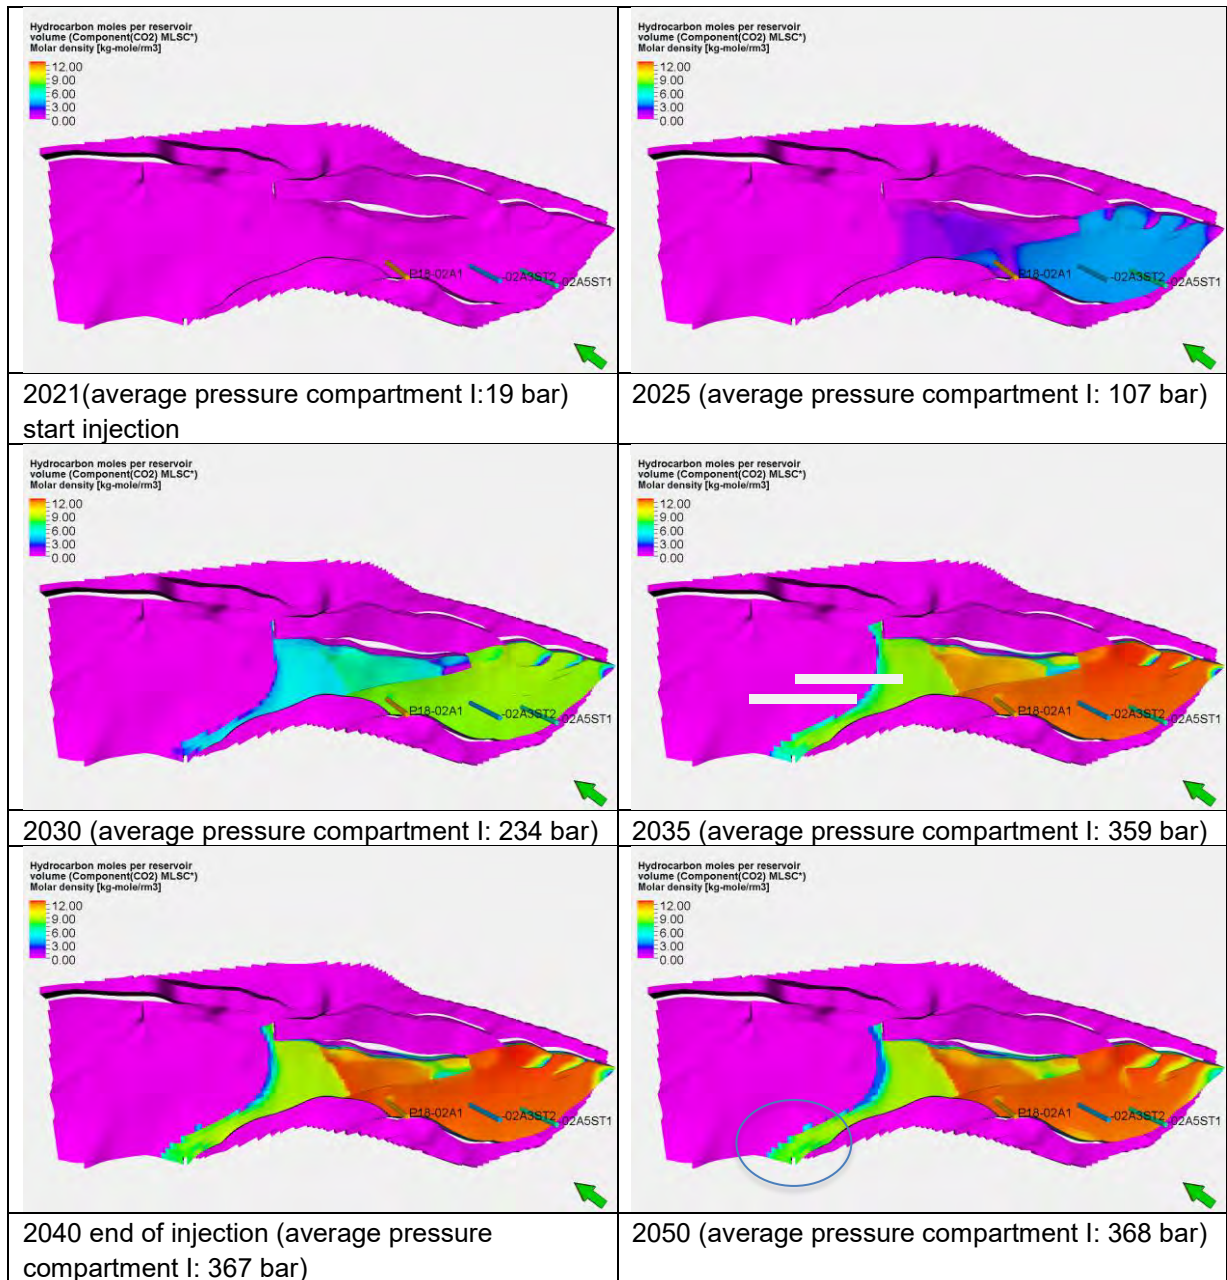 Hydrocarbon moles per reservoir
volume (Component(CO2) MLSC*)
Molar density [kg-mole/rm3]
12.00
9.00
6.00
3.00
0.00
P18-02A1
-02A3ST2
-02A5ST1
2021(average pressure compartment I:19 bar)
start injection
Hydrocarbon moles per reservoir
volume (Component(CO2) MLSC*)
Molar density [kg-mole/rm3]
12.00
9.00
6.00
3.00
0.00
P18-02A1
-02A3ST2
-02A5ST1
2025 (average pressure compartment I: 107 bar)
Hydrocarbon moles per reservoir
volume (Component(CO2) MLSC*)
Molar density [kg-mole/rm3]
12.00
9.00
6.00
3.00
0.00
P18-02A1
-02A3ST2
-02A5ST1
2030 (average pressure compartment I: 234 bar)
Hydrocarbon moles per reservoir
volume (Component(CO2) MLSC*)
Molar density [kg-mole/rm3]
12.00
9.00
6.00
3.00
0.00
P18-02A1
-02A3ST2
-02A5ST1
2035 (average pressure compartment I: 359 bar)
Hydrocarbon moles per reservoir
volume (Component(CO2) MLSC*)
Molar density [kg-mole/rm3]
12.00
9.00
6.00
3.00
0.00
P18-02A1
-02A3ST2
-02A5ST1
2040 end of injection (average pressure
compartment I: 367 bar)
Hydrocarbon moles per reservoir
volume (Component(CO2) MLSC*)
Molar density [kg-mole/rm3]
12.00
9.00
6.00
3.00
0.00
P18-02A1
-02A3ST2
-02A5ST1
2050 (average pressure compartment I: 368 bar)